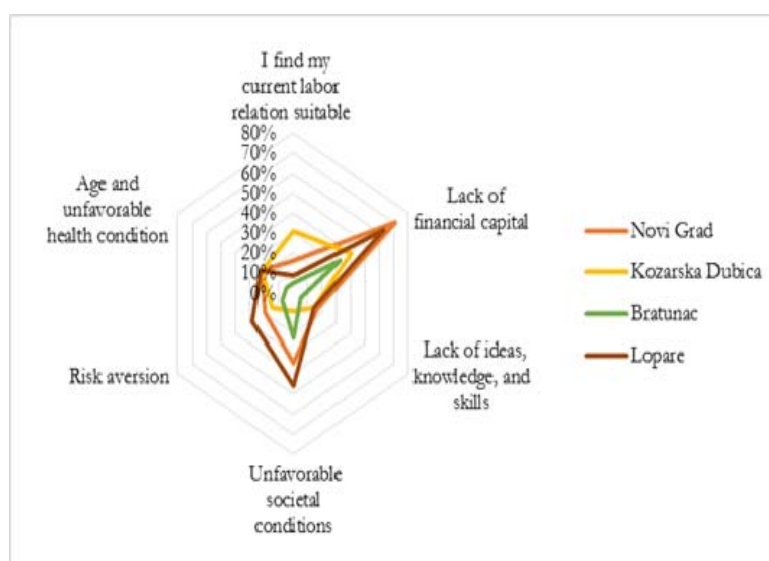 I find my
current labor
relation suitable
80%
70%
60%
50%
40%
30%
20%
10%
0%
Age and
unfavorable
health condition
Lack of
financial capital
Risk aversion
Lack of ideas,
knowledge, and
skills
Unfavorable
societal
conditions
Novi Grad
Kozarska Dubica
Bratunac
Lopare